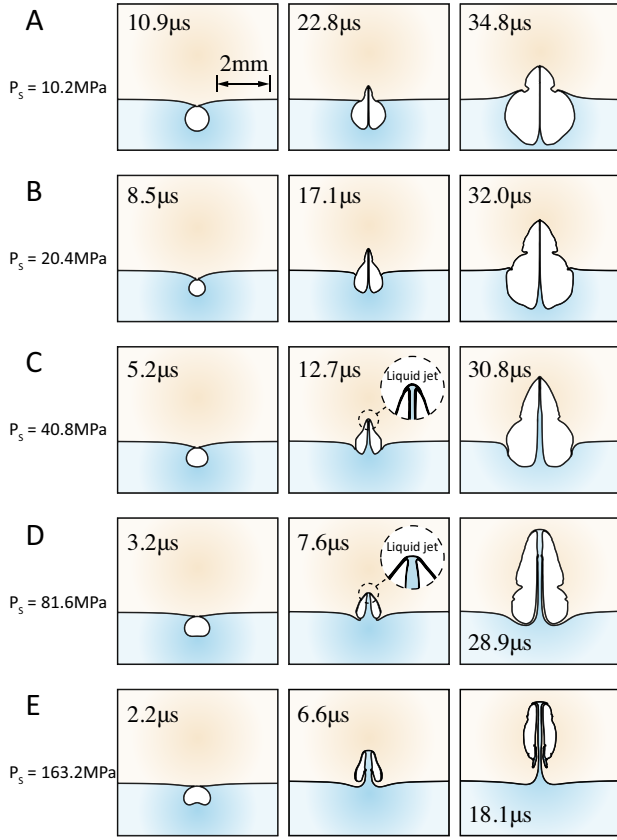 A
P_s = 10.2MPa
10.9μs
2mm
22.8μs
34.8μs
B
P_s = 20.4MPa
8.5μs
17.1μs
32.0μs
C
P_s = 40.8MPa
5.2μs
12.7μs
Liquid jet
30.8μs
D
P_s = 81.6MPa
3.2μs
7.6μs
Liquid jet
28.9μs
E
P_s = 163.2MPa
2.2μs
6.6μs
18.1μs